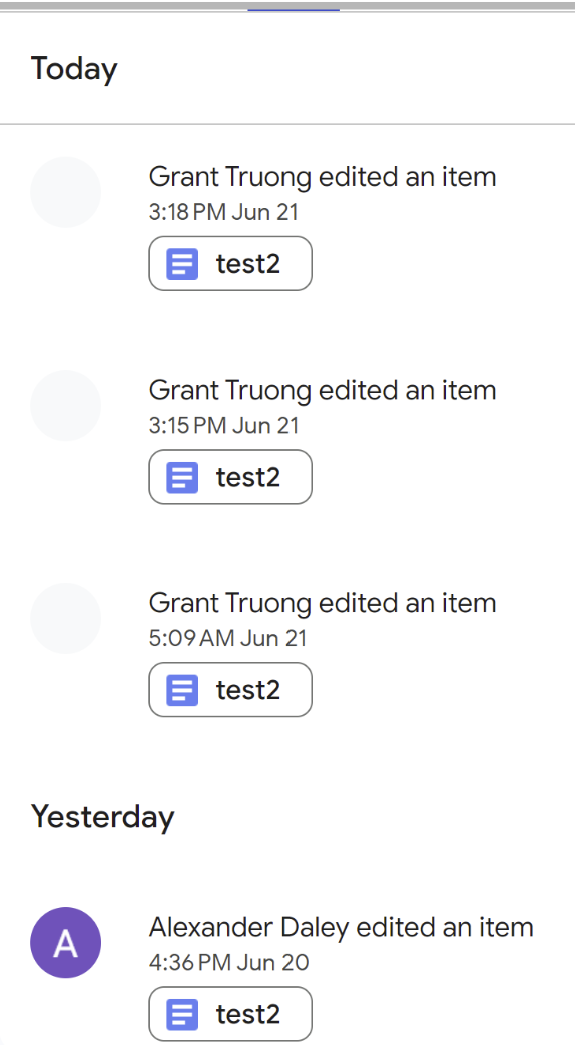 Today
Grant Truong edited an item
3:18 PM Jun 21
test2
Grant Truong edited an item
3:15 PM Jun 21
test2
Grant Truong edited an item
5:09 AM Jun 21
test2
Yesterday
A
Alexander Daley edited an item
4:36 PM Jun 20
test2